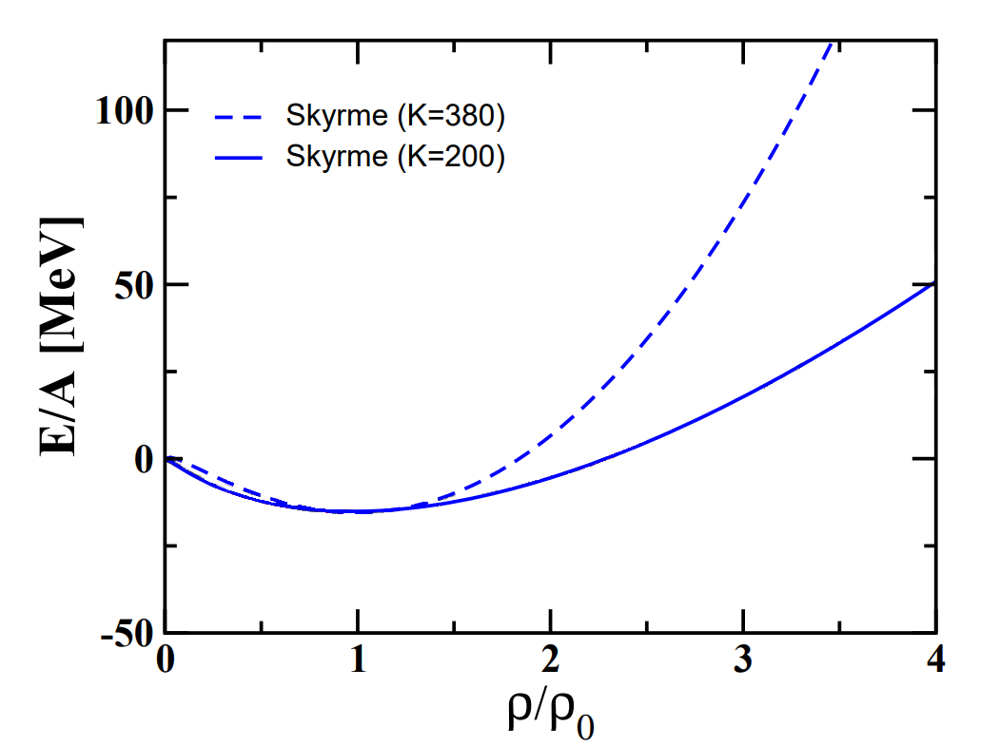 100
50
0
-50
E/A [MeV]
Skyrme (K=380)
Skyrme (K=200)
0 1 2 3 4
ρ/ρ0